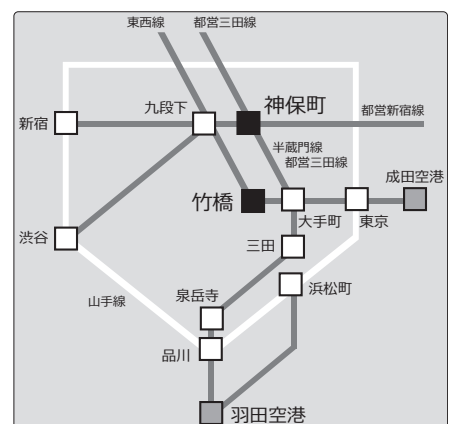 東西線
都営三田線
九段下
神保町
都営新宿線
新宿
半蔵門線
都営三田線
成田空港
竹橋
大手町
東京
渋谷
三田
泉岳寺
浜松町
山手線
品川
羽田空港